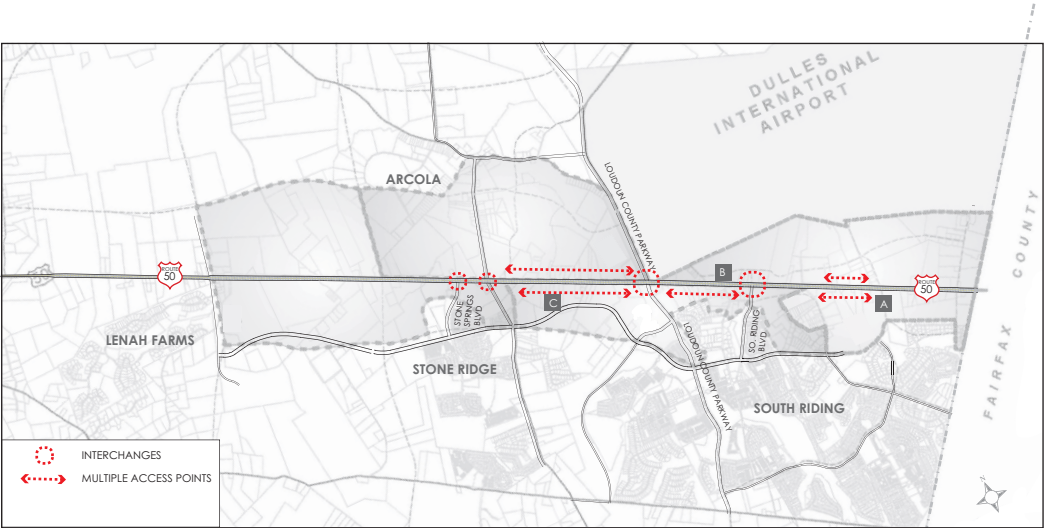 DULLES
INTERNATIONAL
AIRPORT
ARCOLA
LOUDOUN COUNTY PARKWAY
FAIRFAX COUNTY
ROUTE
50
B
ROUTE
50
A
C
STONE
SPRINGS
BLVD
SO. RIDING
BLVD
LENAH FARMS
STONE RIDGE
LOUDOUN COUNTY PARKWAY
SOUTH RIDING
INTERCHANGES
MULTIPLE ACCESS POINTS